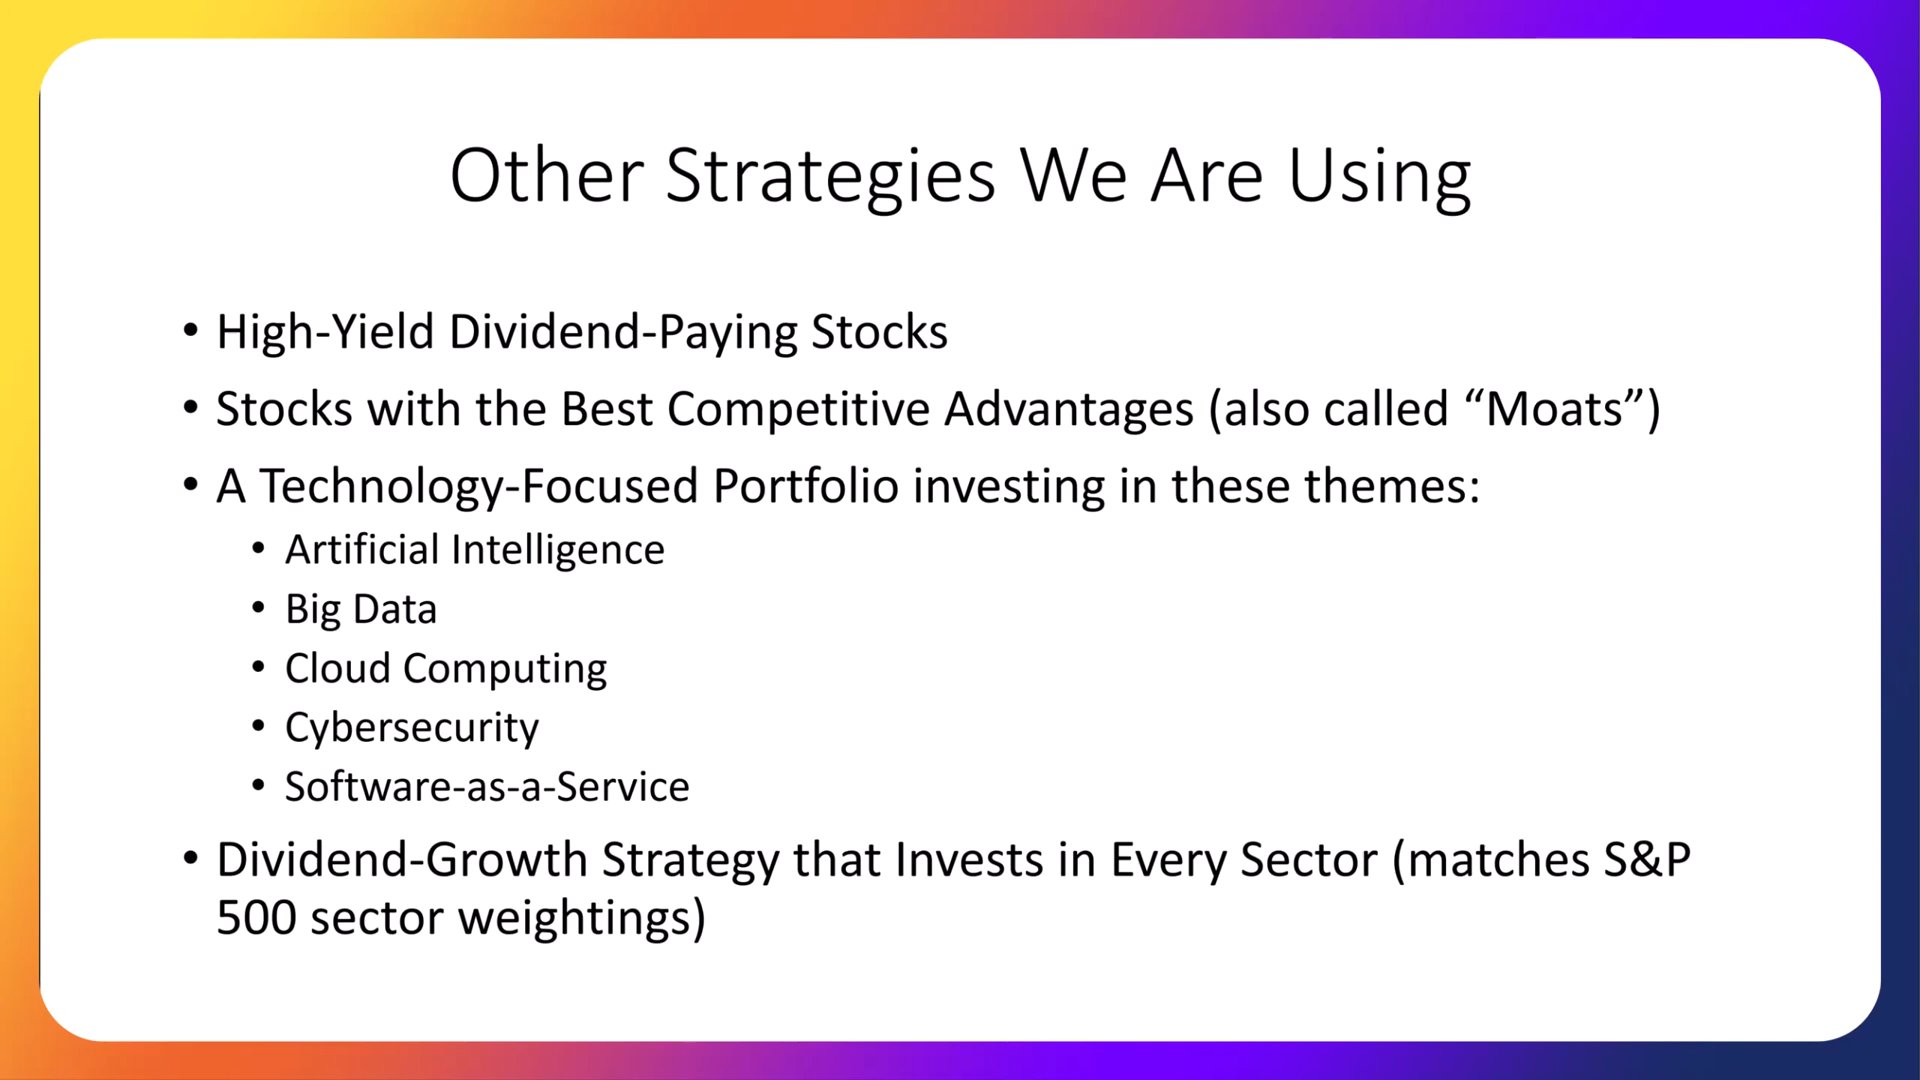 Other Strategies We Are Using
• High-Yield Dividend-Paying Stocks
• Stocks with the Best Competitive Advantages (also called “Moats”)
• A Technology-Focused Portfolio investing in these themes:
• Artificial Intelligence
• Big Data
• Cloud Computing
• Cybersecurity
• Software-as-a-Service
• Dividend-Growth Strategy that Invests in Every Sector (matches S&P
500 sector weightings)